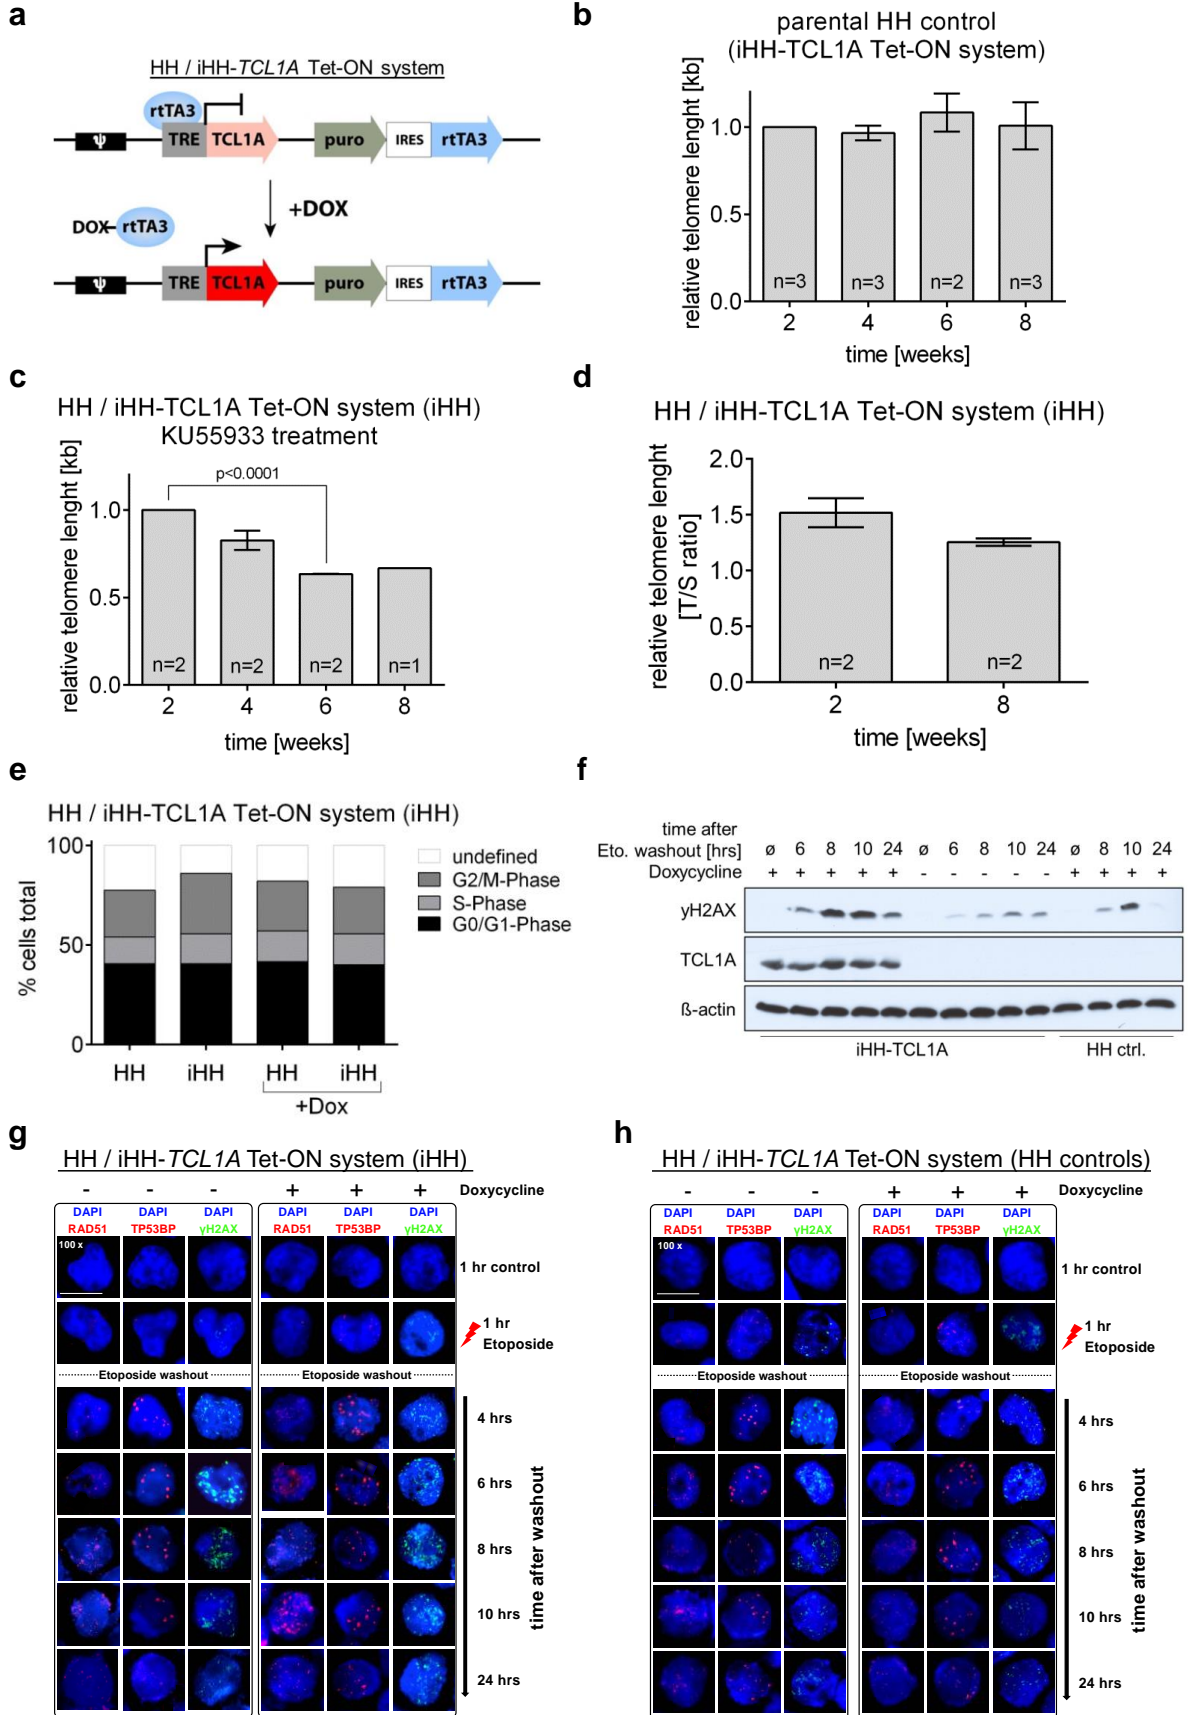 a
HH / iHH-TCL1A Tet-ON system
rtTA3
ψ TRE TCL1A puro IRES rtTA3
+DOX
DOX rtTA3
ψ TRE TCL1A puro IRES rtTA3
b
parental HH control
(iHH-TCL1A Tet-ON system)
relative telomere lenght [kb]
1.0
0.5
0.0
n=3 n=3 n=2 n=3
2 4 6 8
time [weeks]
c
HH / iHH-TCL1A Tet-ON system (iHH)
KU55933 treatment
relative telomere lenght [kb]
p<0.0001
1.0
0.5
0.0
n=2 n=2 n=2 n=1
2 4 6 8
time [weeks]
d
HH / iHH-TCL1A Tet-ON system (iHH)
relative telomere lenght
[T/S ratio]
2.0
1.5
1.0
0.5
0.0
n=2 n=2
2 8
time [weeks]
e
HH / iHH-TCL1A Tet-ON system (iHH)
% cells total
100
50
0
undefined
G2/M-Phase
S-Phase
G0/G1-Phase
HH iHH HH iHH
+Dox
f
time after
Eto. washout [hrs] ø 6 8 10 24 ø 6 8 10 24 ø 8 10 24
Doxycycline + + + + + - - - - - + + + +
yH2AX
TCL1A
ß-actin
iHH-TCL1A HH ctrl.
g
HH / iHH-TCL1A Tet-ON system (iHH)
- - - + + + Doxycycline
DAPI DAPI DAPI DAPI DAPI DAPI
RAD51 TP53BP γH2AX RAD51 TP53BP γH2AX
100 x
1 hr control
1 hr
Etoposide
Etoposide washout Etoposide washout
4 hrs
6 hrs
8 hrs
10 hrs
24 hrs
time after washout
h
HH / iHH-TCL1A Tet-ON system (HH controls)
- - - + + + Doxycycline
DAPI DAPI DAPI DAPI DAPI DAPI
RAD51 TP53BP γH2AX RAD51 TP53BP γH2AX
100 x
1 hr control
1 hr
Etoposide
Etoposide washout Etoposide washout
4 hrs
6 hrs
8 hrs
10 hrs
24 hrs
time after washout